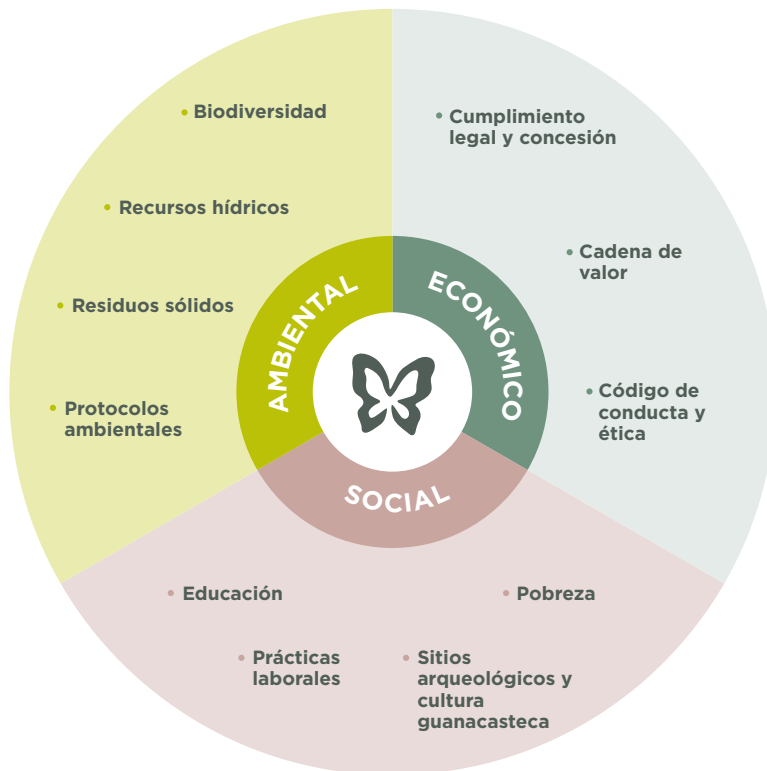 AMBIENTAL
• Biodiversidad
• Recursos hídricos
• Residuos sólidos
• Protocolos
ambientales
ECONÓMICO
• Cumplimiento
legal y concesión
• Cadena de
valor
• Código de
conducta y
ética
SOCIAL
• Educación
• Prácticas
laborales
• Sitios
arqueológicos y
cultura
guanacasteca
• Pobreza